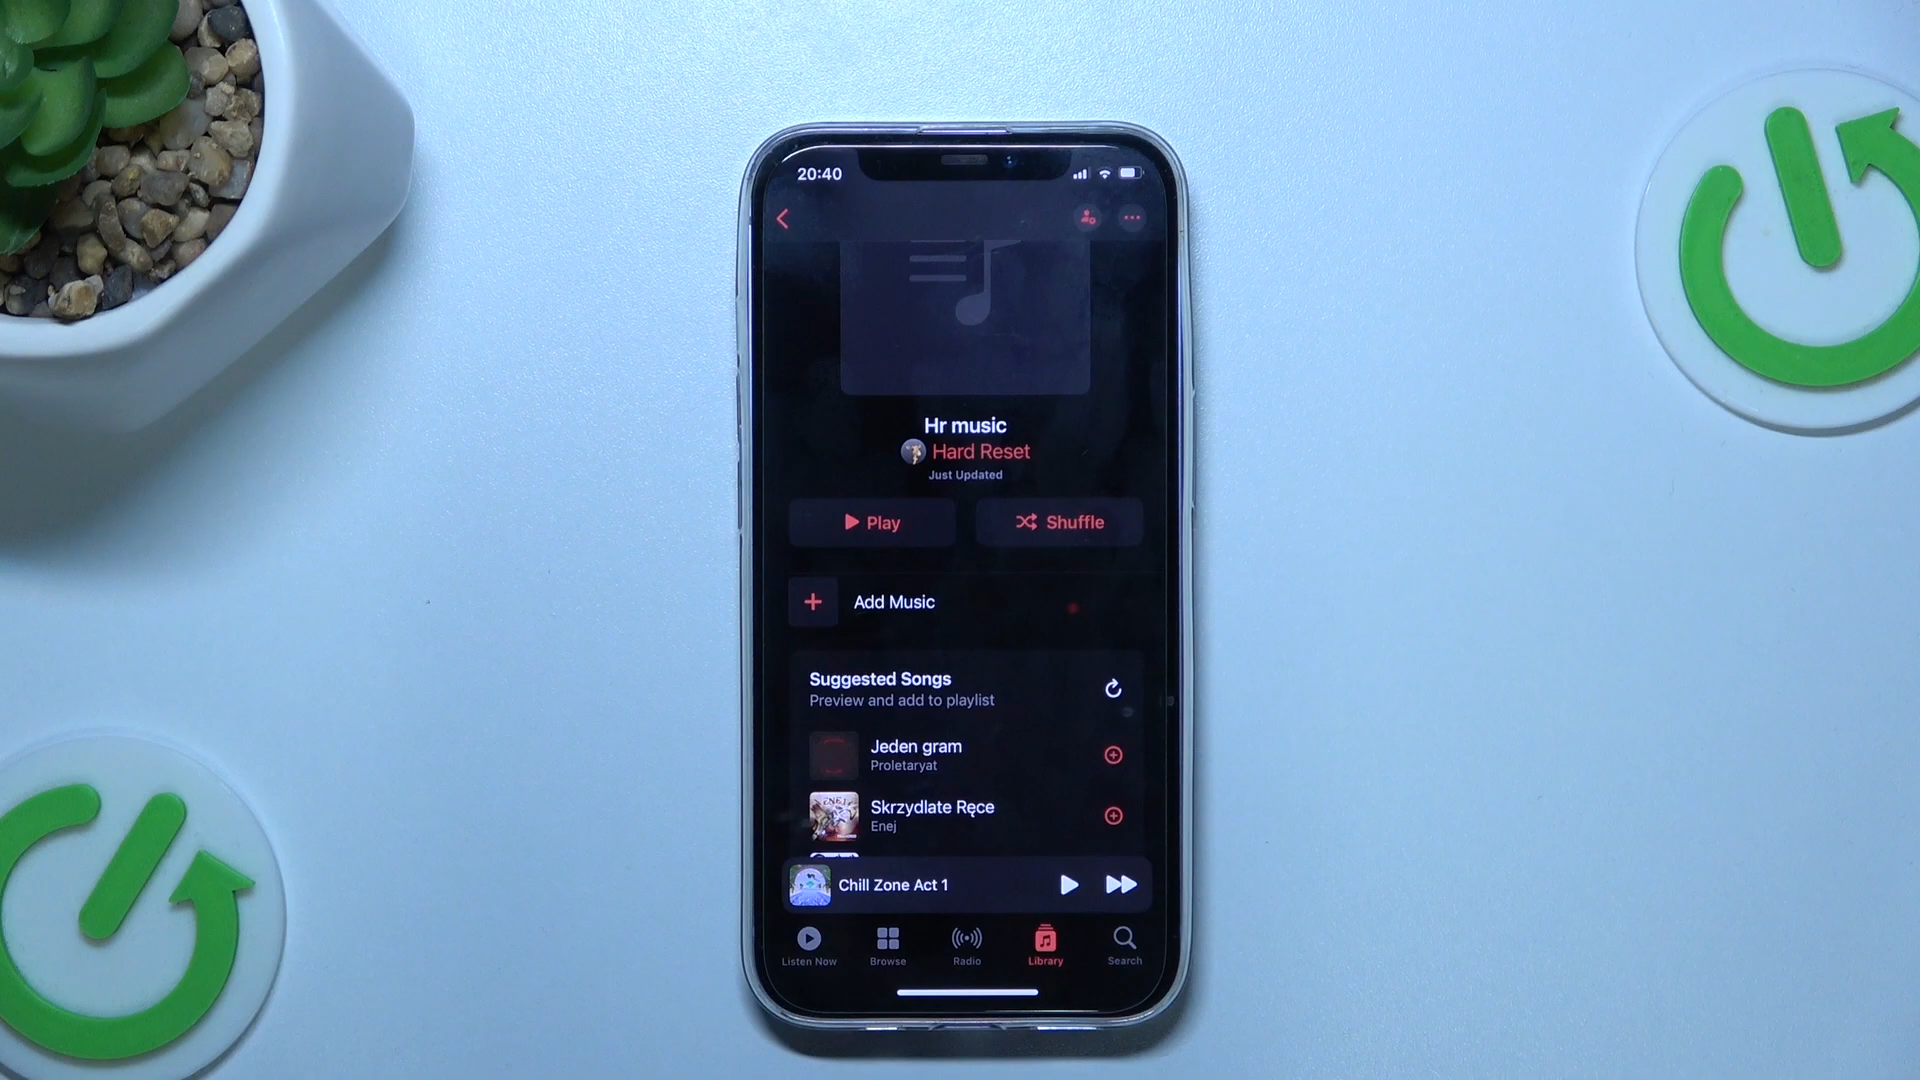 20:40
Hr music
Hard Reset
Just Updated
Play
Shuffle
Add Music
Suggested Songs
Preview and add to playlist
Jeden gram
Proletaryat
Skrzydlate Ręce
Enej
Chill Zone Act 1
Listen Now
Browse
Radio
Library
Search